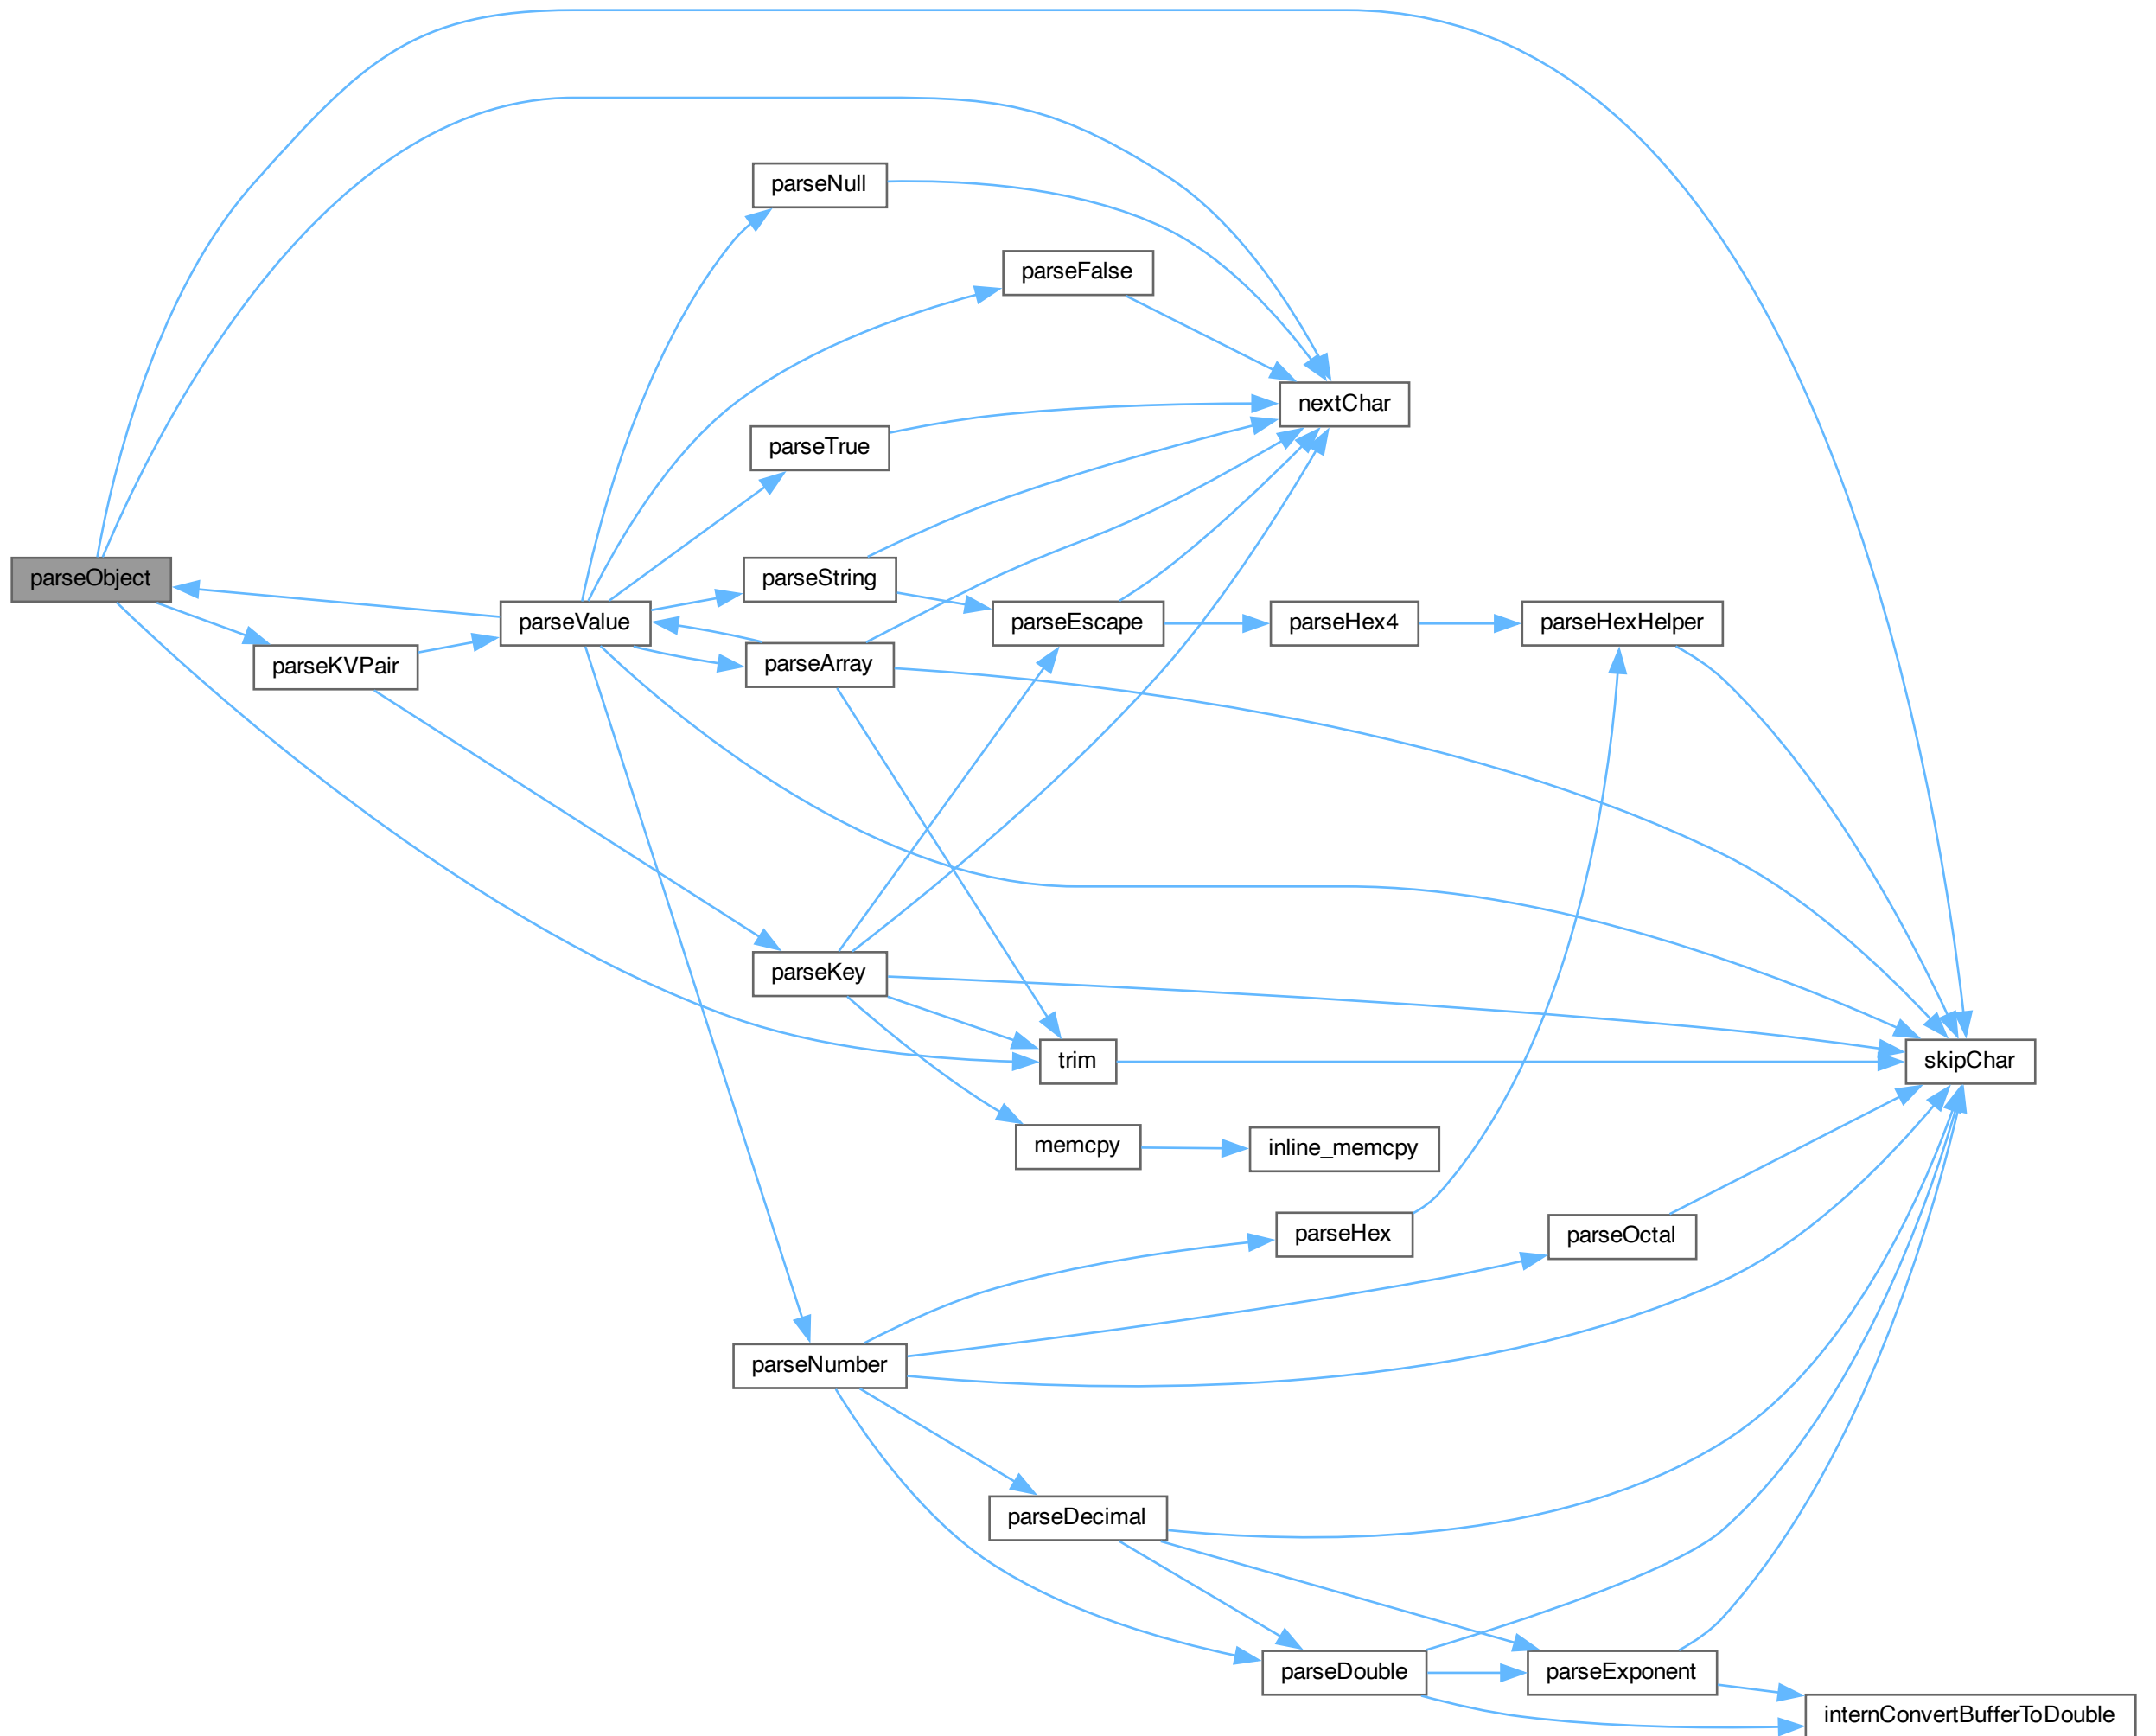 parseNull
parseFalse
nextChar
parseTrue
parseObject
parseString
parseValue
parseEscape
parseHex4
parseHexHelper
parseKVPair
parseArray
parseKey
trim
skipChar
memcpy
inline_memcpy
parseHex
parseOctal
parseNumber
parseDecimal
parseDouble
parseExponent
internConvertBufferToDouble